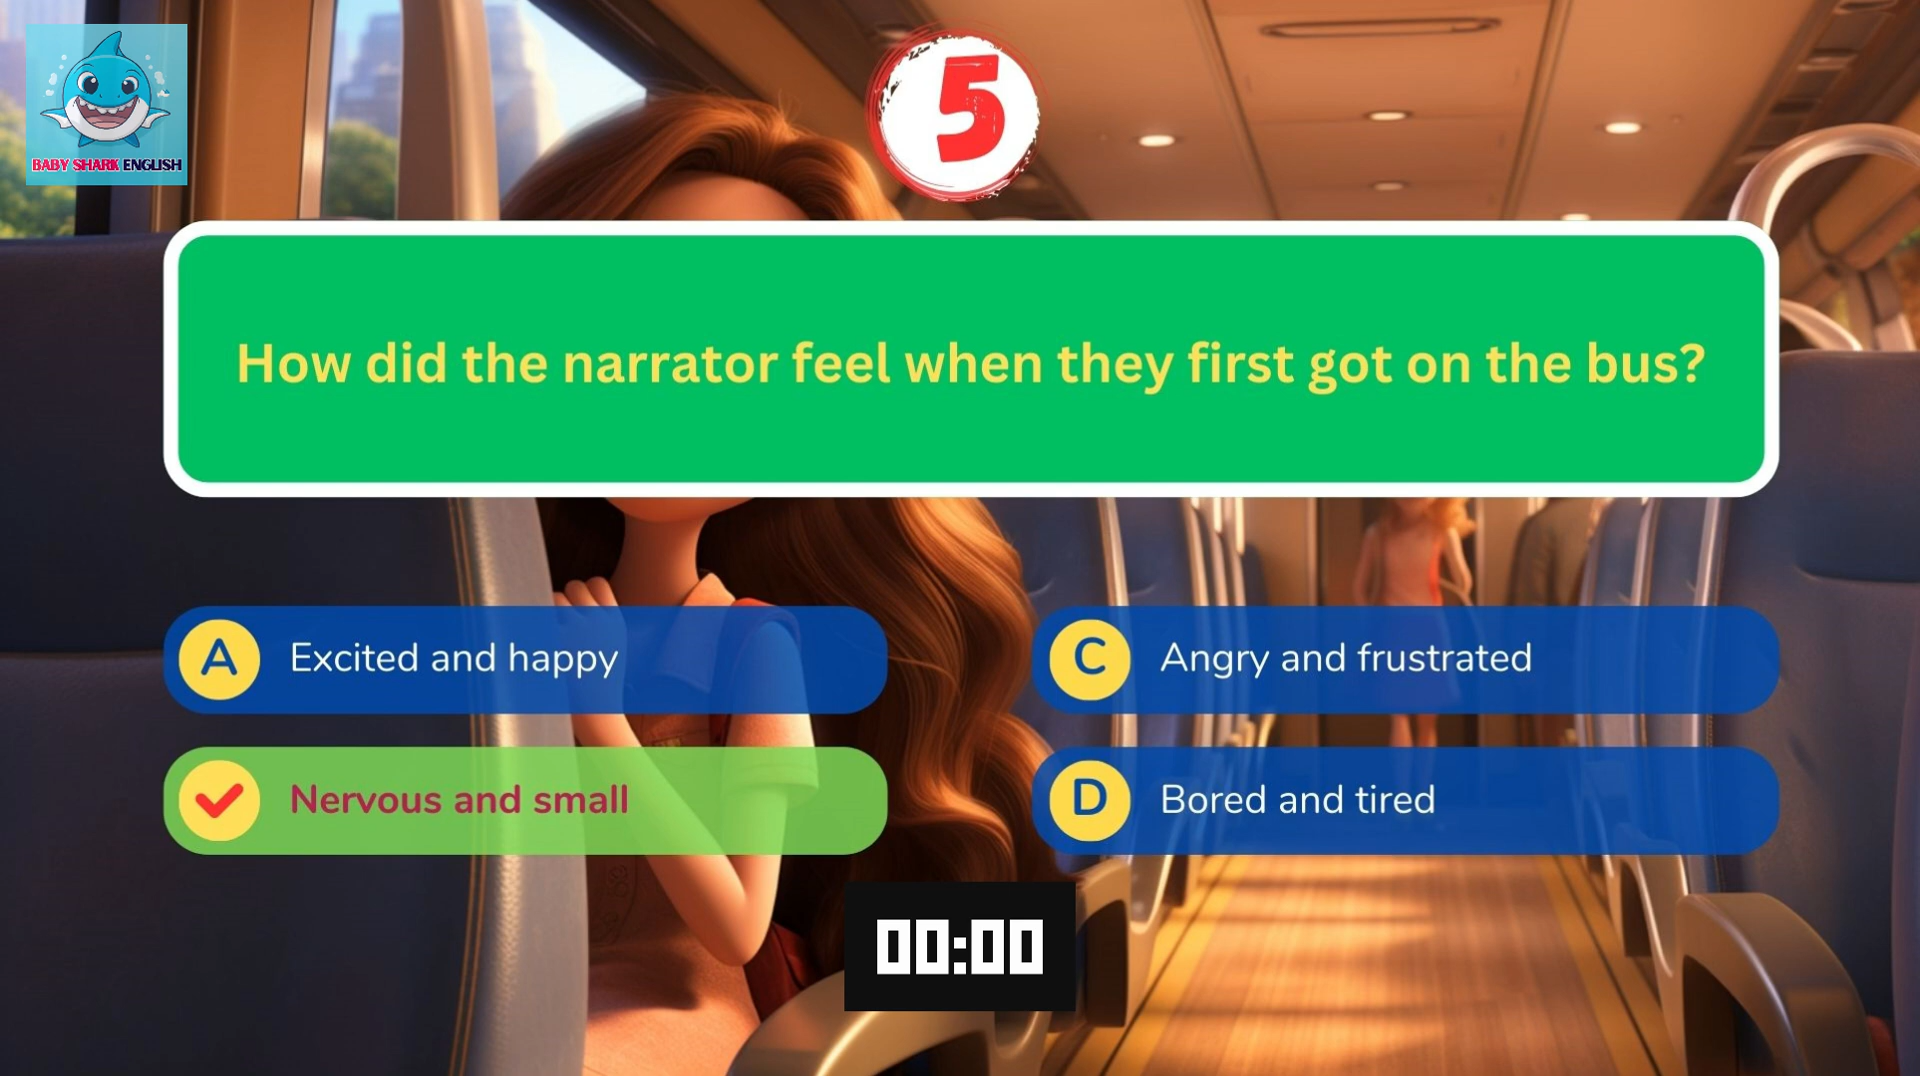 BABY SHARK ENGLISH
5
How did the narrator feel when they first got on the bus?
A Excited and happy
Nervous and small
C Angry and frustrated
D Bored and tired
00:00